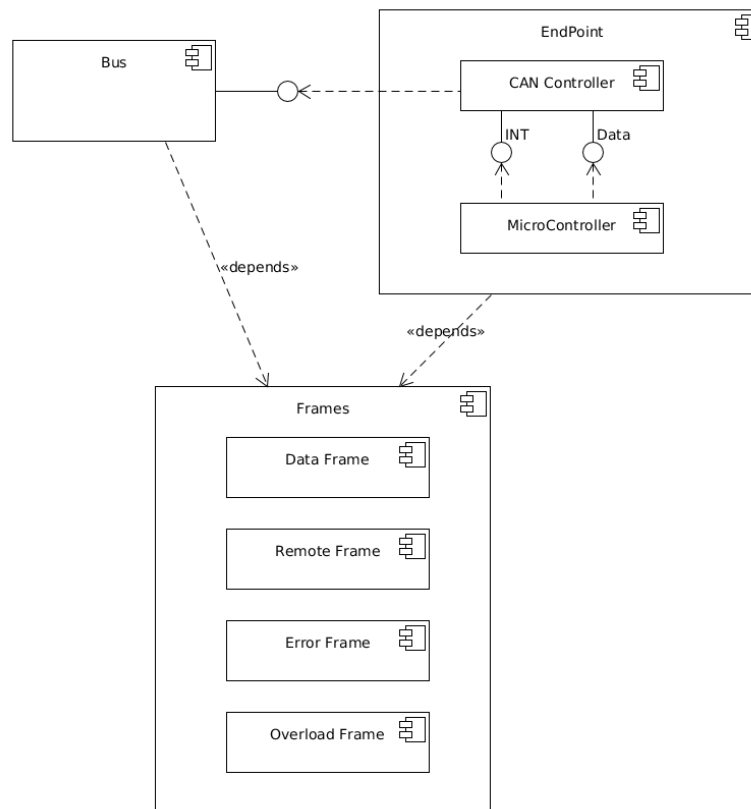 Bus
EndPoint
CAN Controller
INT
Data
MicroController
«depends»
«depends»
Frames
Data Frame
Remote Frame
Error Frame
Overload Frame